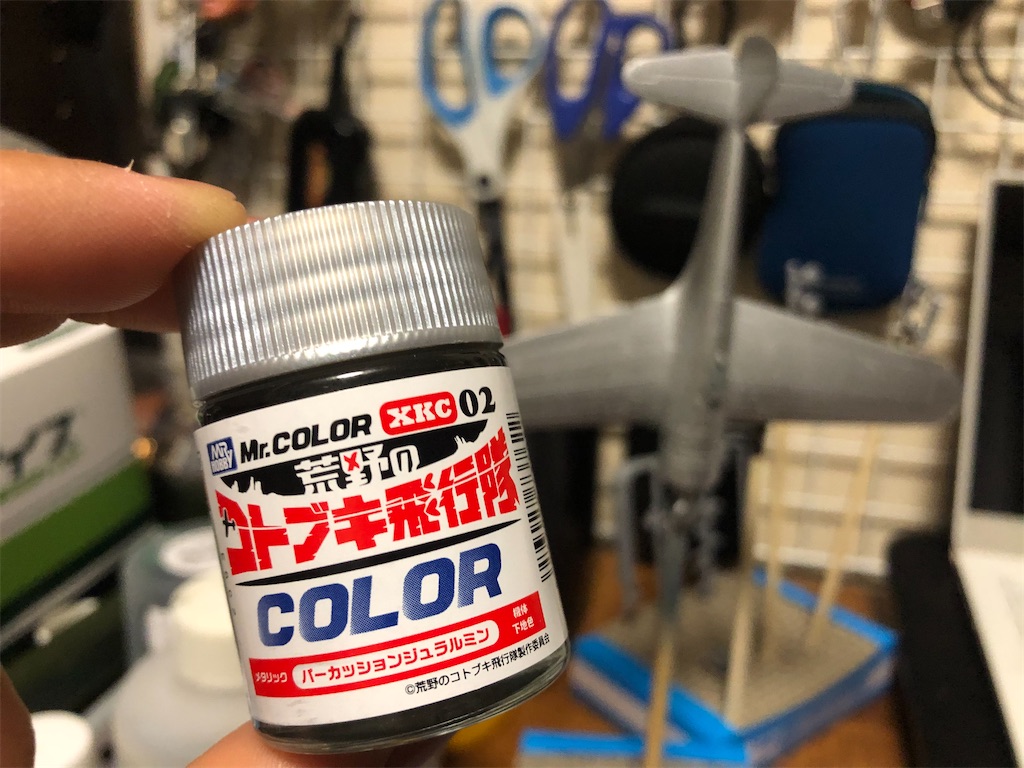 Mr HOBBY Mr.COLOR XKC 02
荒野の
コトブキ飛行隊
COLOR
メタリック パーカッションジュラルミン 機体
下地色
©荒野のコトブキ飛行隊製作委員会